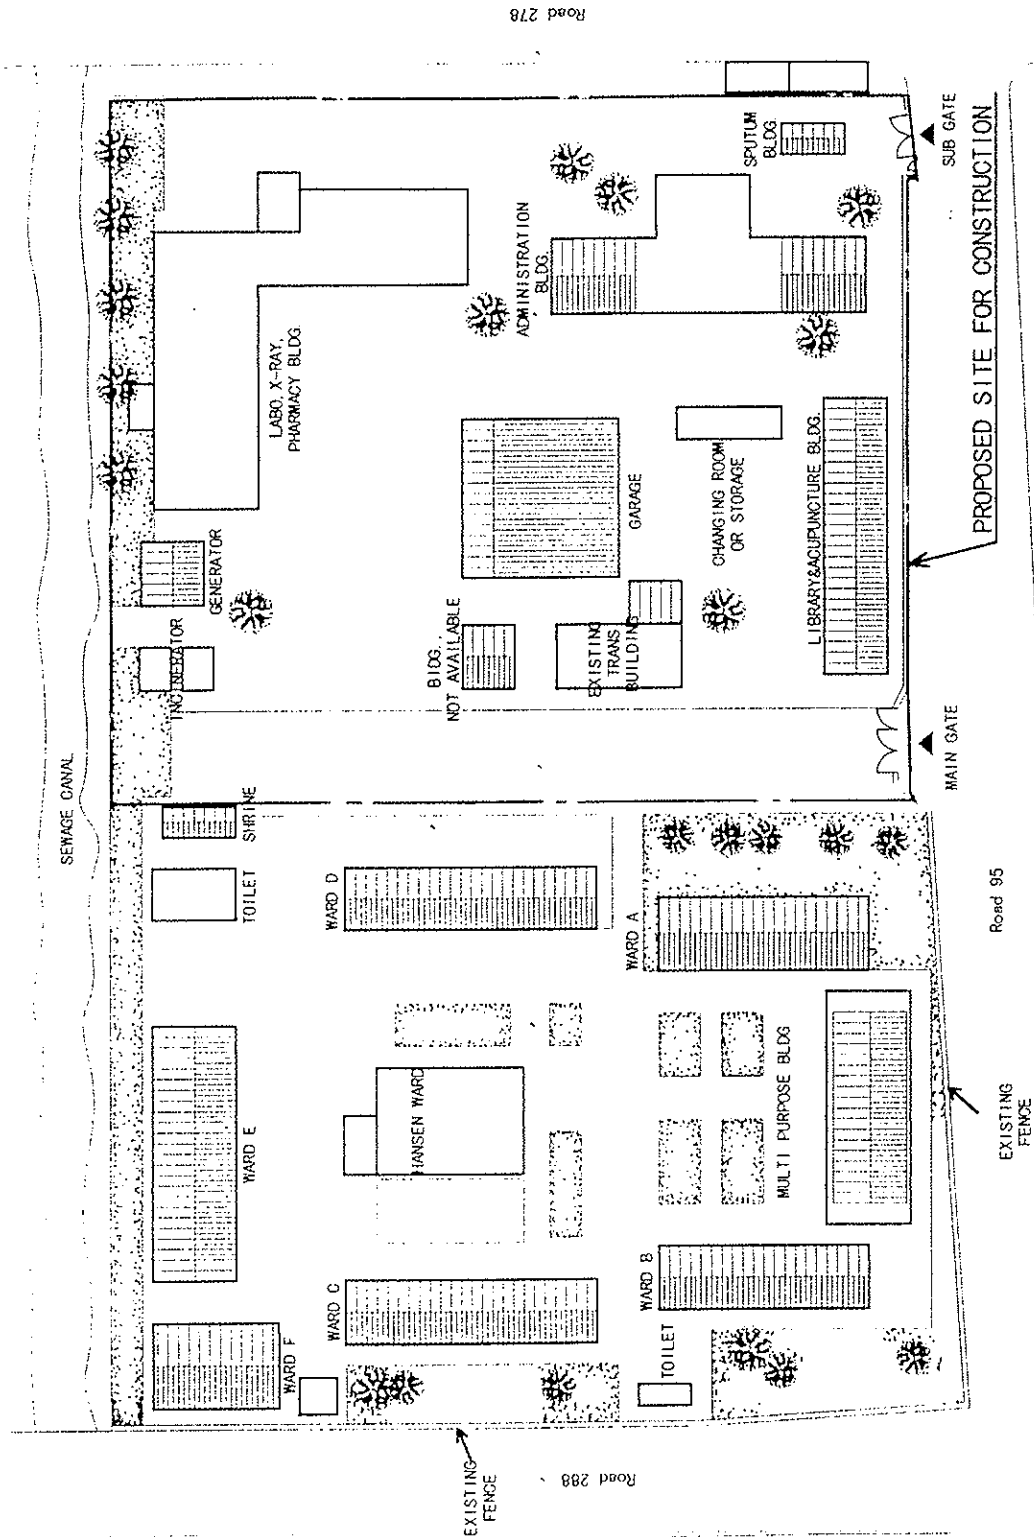 Road 278
SEWAGE CANAL
SPUTUM
BLDG.
SUB GATE
PROPOSED SITE FOR CONSTRUCTION
ADMINISTRATION
BLDG.
LABO, X-RAY,
PHARMACY BLDG.
GARAGE
CHANGING ROOM
OR STORAGE
LIBRARY&ACUPUNCTURE BLDG.
GENERATOR
INCINERATOR
BIDG.
NOT AVAILABLE
EXISTING
TRANS
BUILDING
MAIN GATE
SHRINE
TOILET
WARD D
WARD A
Road 95
WARD E
HANSEN WARD
MULTI PURPOSE BLDG
EXISTING
FENCE
WARD F
WARD C
WARD B
TOILET
EXISTING
FENCE
Road 288